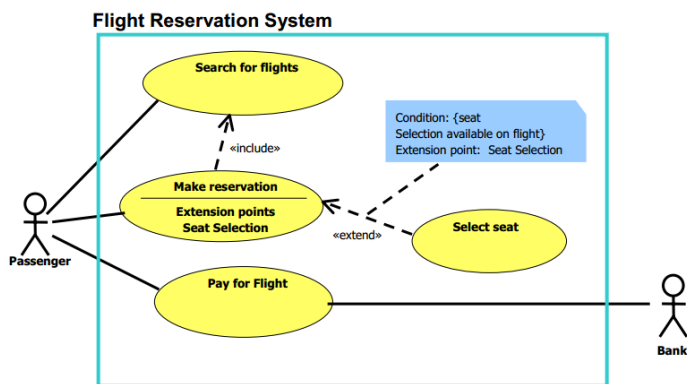 Flight Reservation System
Search for flights
Condition: {seat
Selection available on flight}
Extension point: Seat Selection
«include»
Make reservation
Extension points
Seat Selection
«extend»
Select seat
Passenger
Pay for Flight
Bank